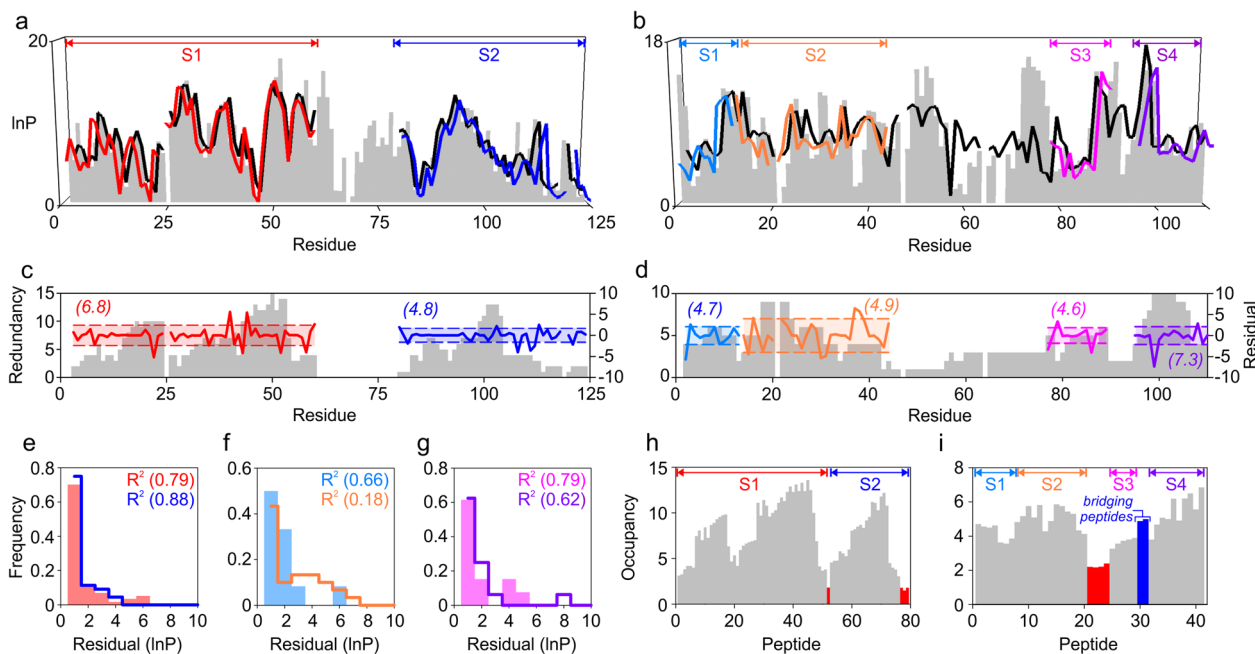 a
20
lnP
0
S1
S2
25
50
75
100
125
Residue
b
18
0
S1
S2
S3
S4
0
20
40
60
80
100
Residue
c
15
10
5
0
Redundancy
(6.8)
(4.8)
10
5
0
-5
-10
0
25
50
75
100
125
Residue
d
10
5
0
(4.7)
(4.9)
(4.6)
(7.3)
10
5
0
-5
-10
Residual
0
20
40
60
80
100
Residue
e
0.8
0.6
0.4
0.2
0
Frequency
R² (0.79)
R² (0.88)
0 2 4 6 8 10
Residual (lnP)
f
0.6
0.4
0.2
0
R² (0.66)
R² (0.18)
0 2 4 6 8 10
Residual (lnP)
g
0.8
0.6
0.4
0.2
0
R² (0.79)
R² (0.62)
0 2 4 6 8 10
Residual (lnP)
h
15
10
5
0
Occupancy
S1
S2
0 20 40 60 80
Peptide
i
8
6
4
2
0
S1
S2
S3
S4
bridging
peptides
0 10 20 30 40
Peptide